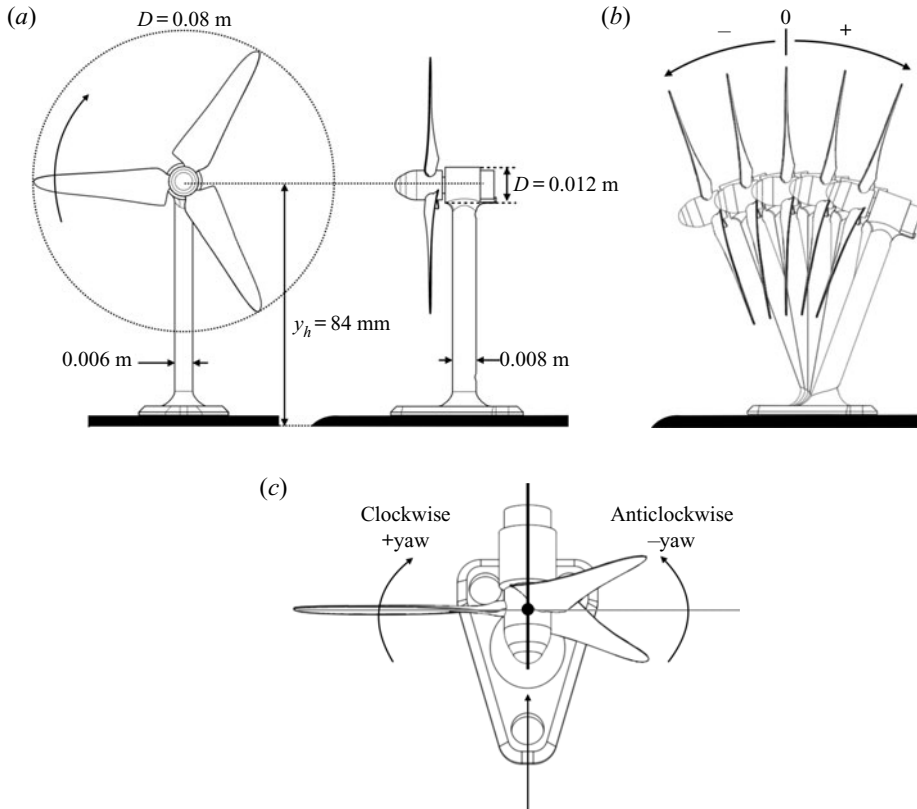 (a)
D = 0.08 m
D = 0.012 m
y_h = 84 mm
0.006 m
0.008 m
(b)
0
– +
(c)
Clockwise
+yaw
Anticlockwise
–yaw